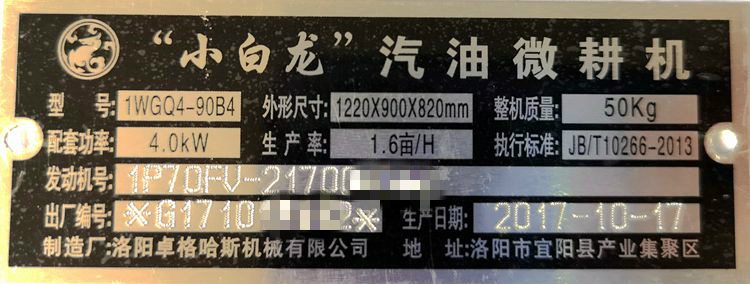 “小白龙”汽油微耕机
型号: 1WGQ4-90B4 外形尺寸: 1220X900X820mm 整机质量: 50Kg
配套功率: 4.0kW 生产率: 1.6亩/H 执行标准: JB/T10266-2013
发动机号: 1P70FV-21700
出厂编号: *G1710 2* 生产日期: 2017-10-17
制造厂:洛阳卓格哈斯机械有限公司 地址:洛阳市宜阳县产业集聚区